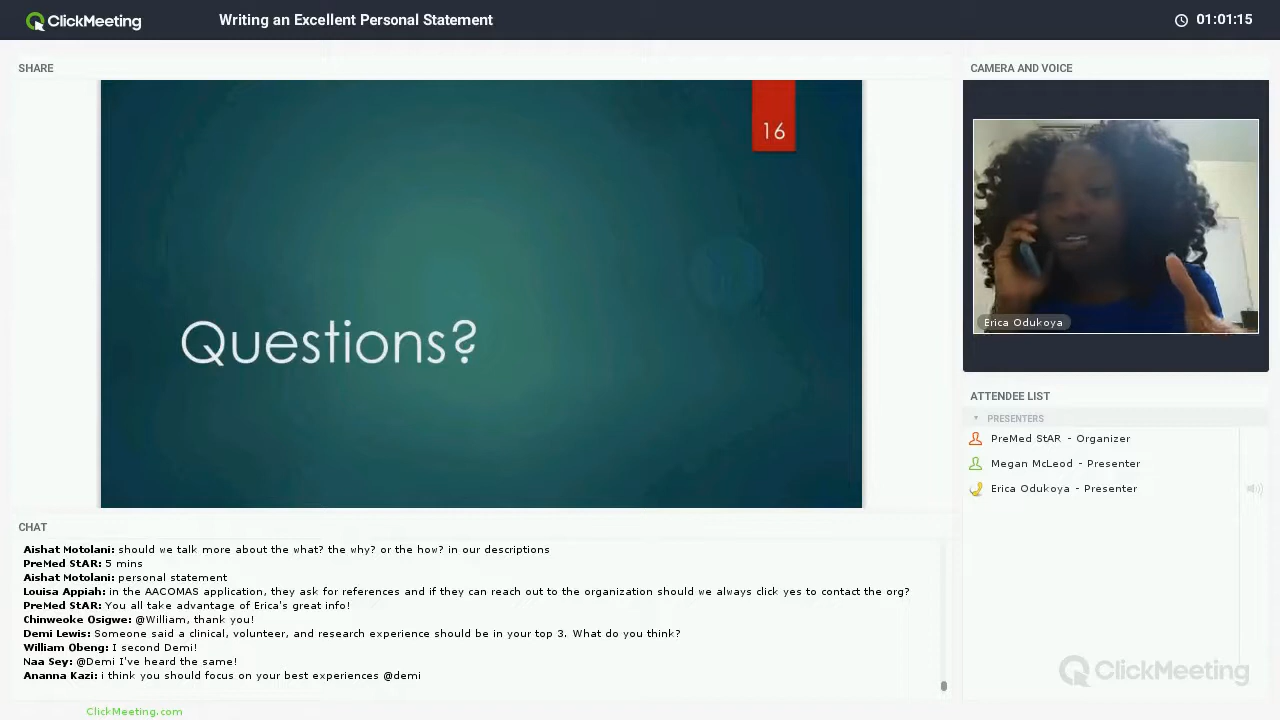 ClickMeeting
Writing an Excellent Personal Statement
01:01:15
SHARE
16
Questions?
CAMERA AND VOICE
Erica Odukoya
ATTENDEE LIST
PRESENTERS
PreMed StAR - Organizer
Megan McLeod - Presenter
Erica Odukoya - Presenter
CHAT
Aishat Motolani: should we talk more about the what? the why? or the how? in our descriptions
PreMed StAR: 5 mins
Aishat Motolani: personal statement
Louisa Appiah: in the AACOMAS application, they ask for references and if they can reach out to the organization should we always click yes to contact the org?
PreMed StAR: You all take advantage of Erica's great info!
Chinweoke Osigwe: @William, thank you!
Demi Lewis: Someone said a clinical, volunteer, and research experience should be in your top 3. What do you think?
William Obeng: I second Demi!
Naa Sey: @Demi I've heard the same!
Ananna Kazi: i think you should focus on your best experiences @demi
ClickMeeting
ClickMeeting.com